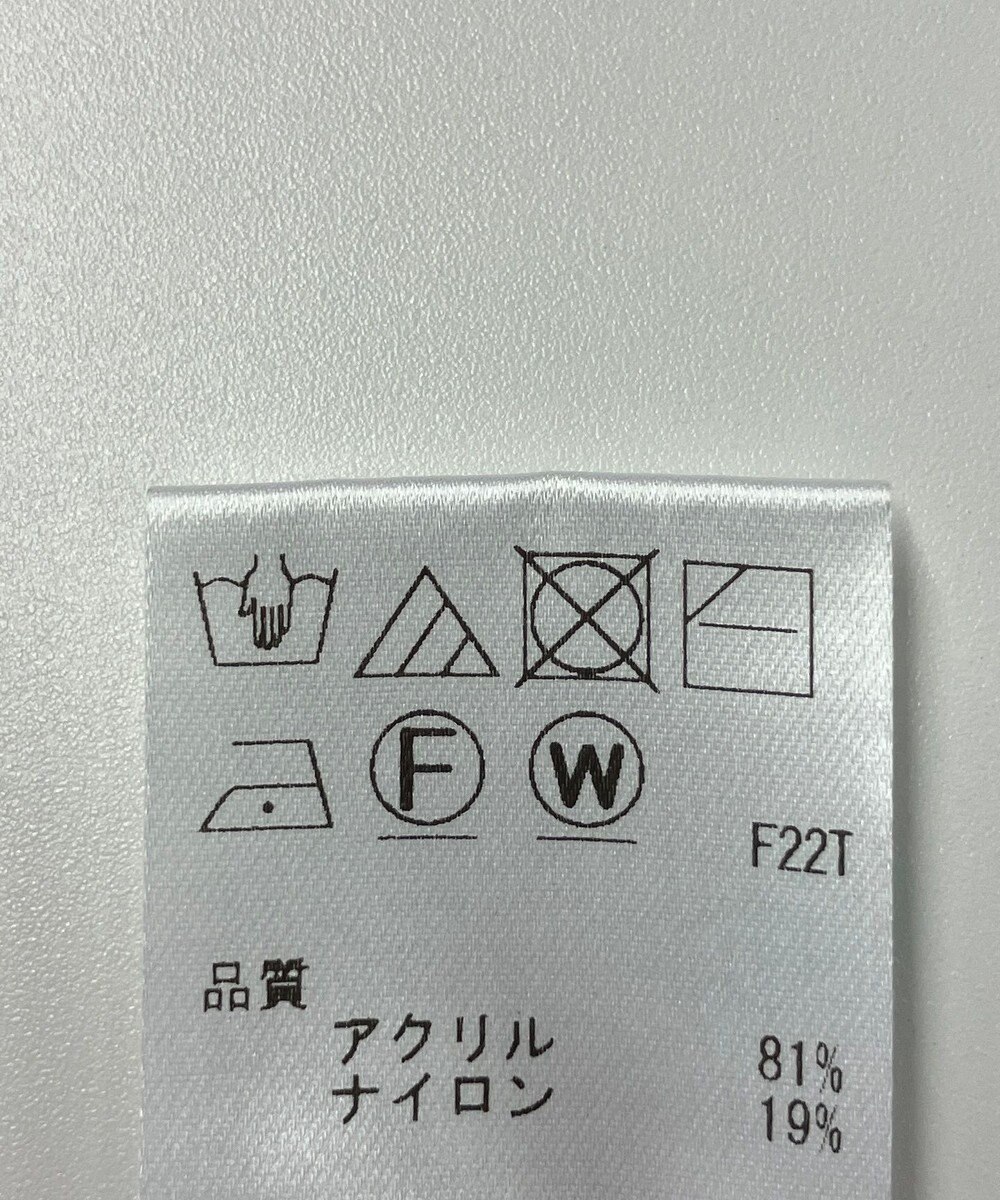 F W
F22T
品質
アクリル 81%
ナイロン 19%